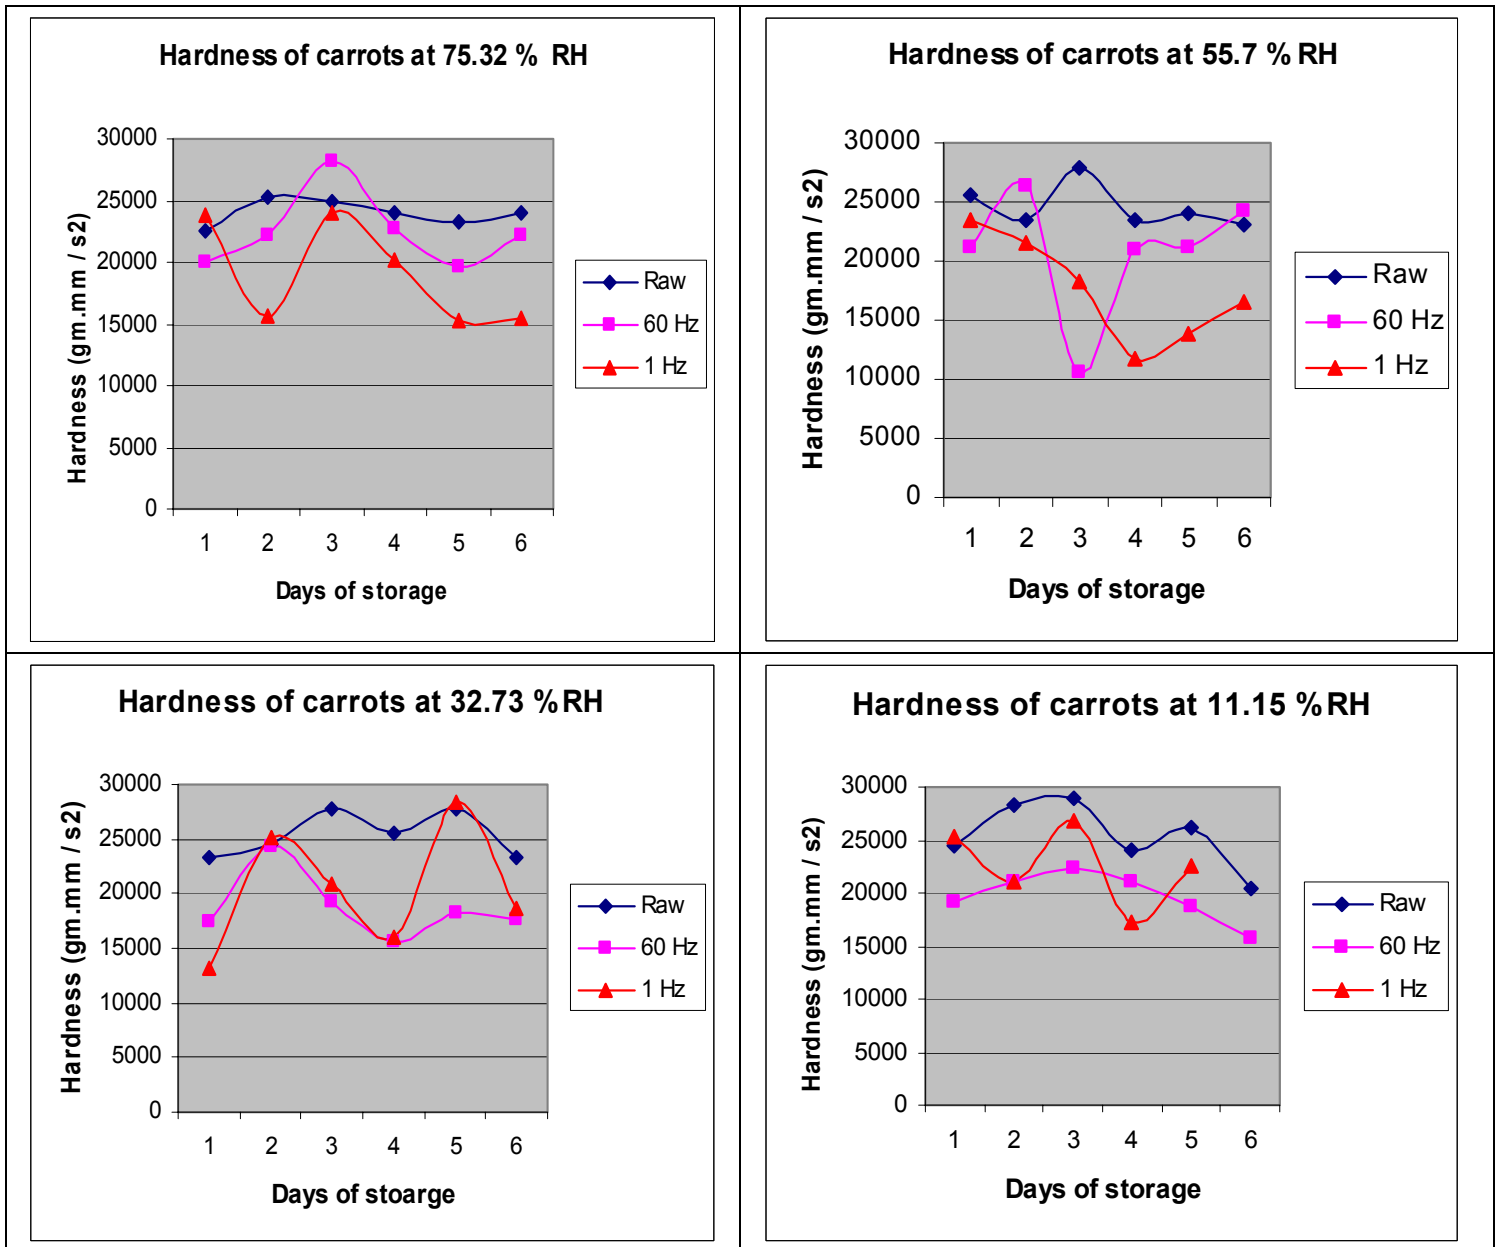 Hardness of carrots at 75.32 % RH
30000
25000
20000
15000
10000
5000
0
Hardness (gm.mm / s2)
1 2 3 4 5 6
Days of storage
Raw
60 Hz
1 Hz
Hardness of carrots at 55.7 % RH
30000
25000
20000
15000
10000
5000
0
Hardness (gm.mm / s2)
1 2 3 4 5 6
Days of storage
Raw
60 Hz
1 Hz
Hardness of carrots at 32.73 % RH
30000
25000
20000
15000
10000
5000
0
Hardness (gm.mm / s2)
1 2 3 4 5 6
Days of stoarge
Raw
60 Hz
1 Hz
Hardness of carrots at 11.15 % RH
30000
25000
20000
15000
10000
5000
0
Hardness (gm.mm / s2)
1 2 3 4 5 6
Days of storage
Raw
60 Hz
1 Hz